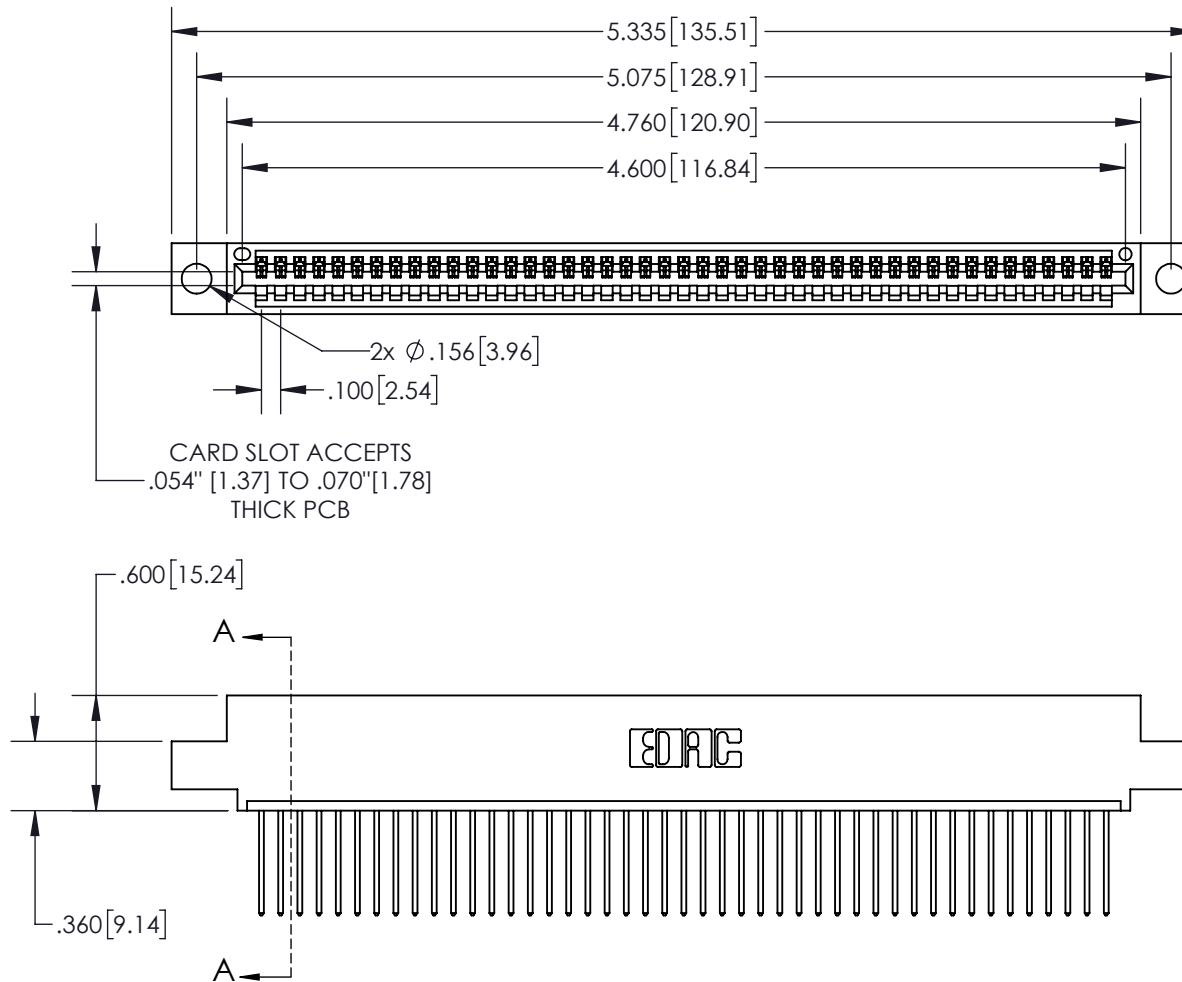 5.335[135.51]
5.075[128.91]
4.760[120.90]
4.600[116.84]
2x Ø.156[3.96]
.100[2.54]
CARD SLOT ACCEPTS
.054" [1.37] TO .070"[1.78]
THICK PCB
.600[15.24]
A
EDAC
.360[9.14]
A